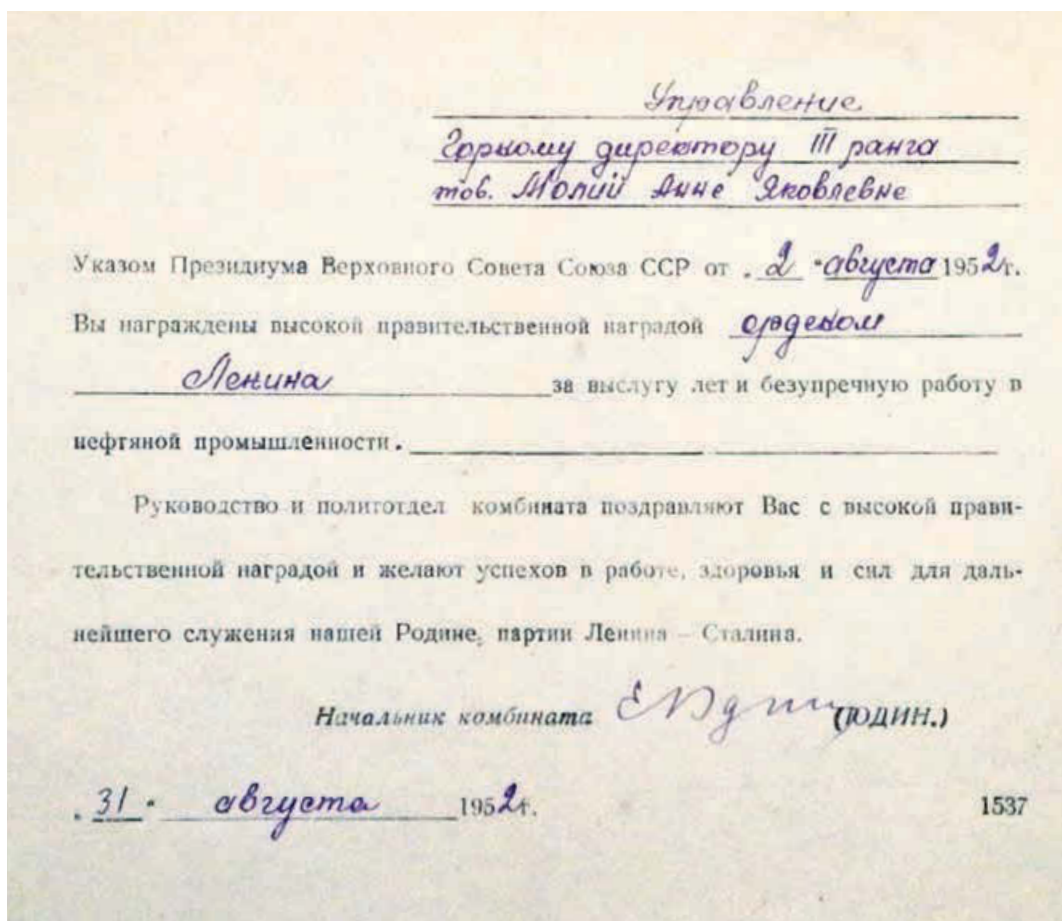 Управление
Горному директору III ранга
тов. Молий Анне Яковлевне
Указом Президиума Верховного Совета Союза ССР от „2“ августа 1952г.
Вы награждены высокой правительственной наградой орденом
Ленина за выслугу лет и безупречную работу в
нефтяной промышленности.
Руководство и политотдел комбината поздравляют Вас с высокой прави-
тельственной наградой и желают успехов в работе, здоровья и сил для даль-
нейшего служения нашей Родине, партии Ленина – Сталина.
Начальник комбината (ЮДИН.)
„31“ августа 1952г. 1537